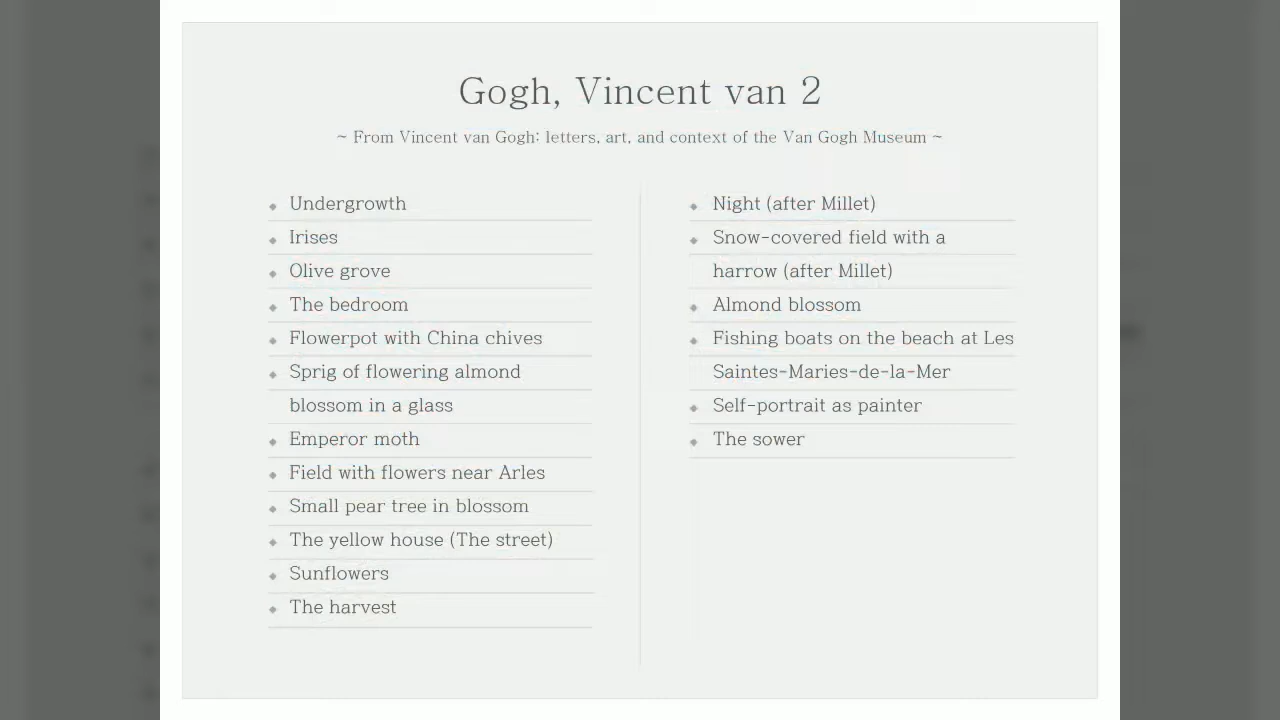 Gogh, Vincent van 2
~ From Vincent van Gogh: letters, art, and context of the Van Gogh Museum ~
Undergrowth
Irises
Olive grove
The bedroom
Flowerpot with China chives
Sprig of flowering almond
blossom in a glass
Emperor moth
Field with flowers near Arles
Small pear tree in blossom
The yellow house (The street)
Sunflowers
The harvest
Night (after Millet)
Snow-covered field with a
harrow (after Millet)
Almond blossom
Fishing boats on the beach at Les
Saintes-Maries-de-la-Mer
Self-portrait as painter
The sower